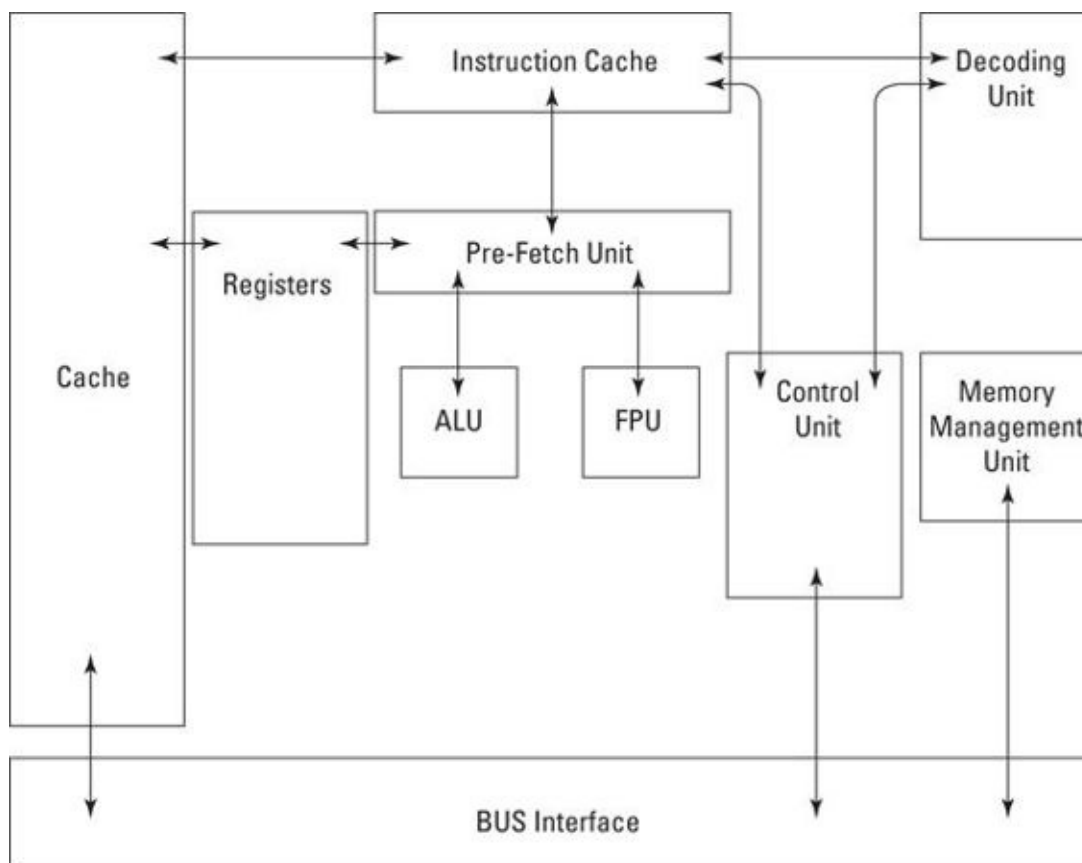 Instruction Cache
Decoding
Unit
Pre-Fetch Unit
Registers
Cache
ALU
FPU
Control
Unit
Memory
Management
Unit
BUS Interface